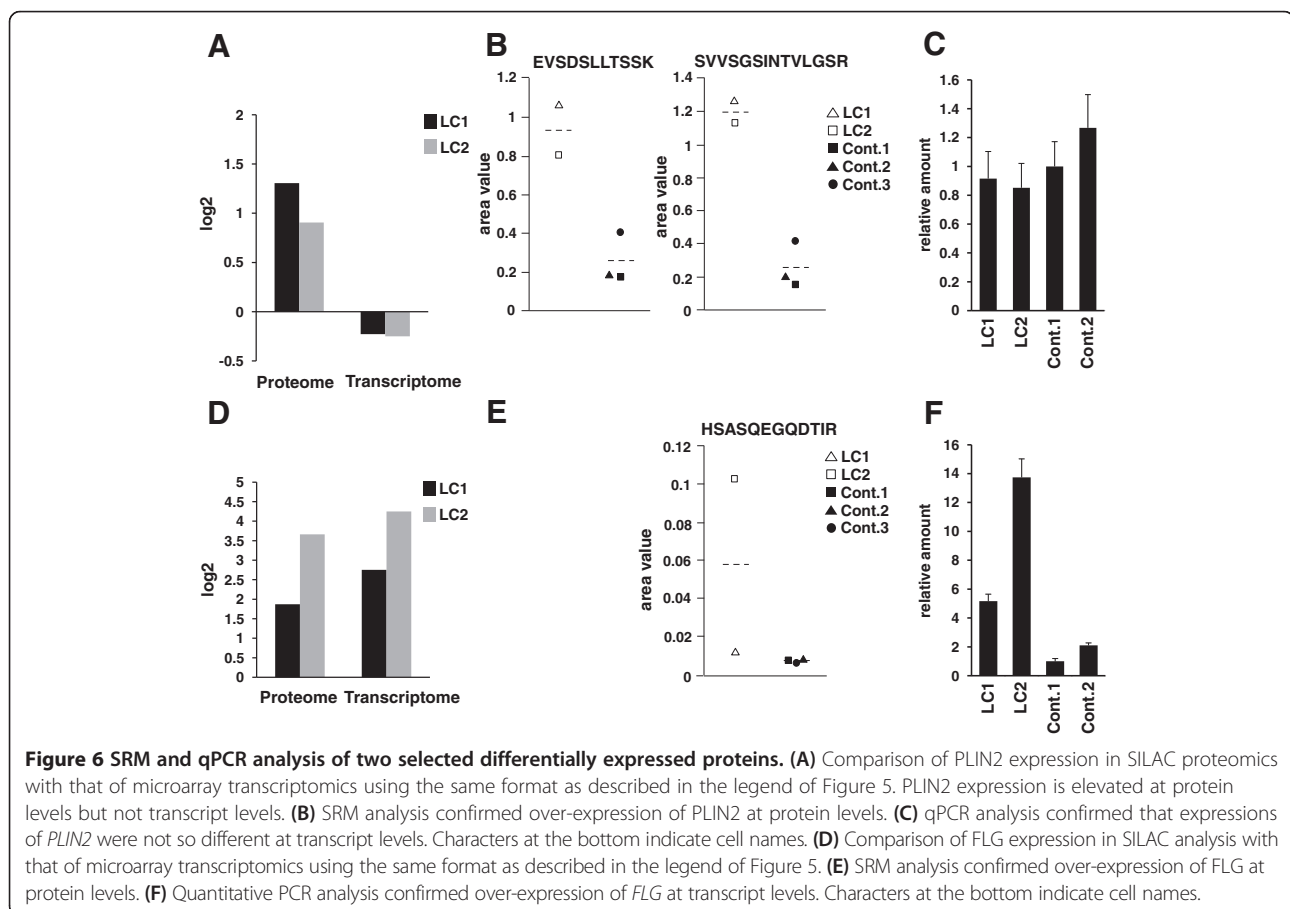 A
2
1.5
1
0.5
0
-0.5
log2
LC1
LC2
Proteome Transcriptome
B
EVSDSLLTSSK
1.2
1
0.8
0.6
0.4
0.2
0
area value
SVVSGSINTVLGSR
1.4
1.2
1
0.8
0.6
0.4
0.2
0
area value
LC1
LC2
Cont.1
Cont.2
Cont.3
C
1.6
1.4
1.2
1
0.8
0.6
0.4
0.2
0
relative amount
LC1
LC2
Cont.1
Cont.2
D
5
4.5
4
3.5
3
2.5
2
1.5
1
0.5
0
log2
LC1
LC2
Proteome Transcriptome
E
HSASQEGQDTIR
0.12
0.1
0.08
0.06
0.04
0.02
0
area value
LC1
LC2
Cont.1
Cont.2
Cont.3
F
16
14
12
10
8
6
4
2
0
relative amount
LC1
LC2
Cont.1
Cont.2
Figure 6 SRM and qPCR analysis of two selected differentially expressed proteins. (A) Comparison of PLIN2 expression in SILAC proteomics
with that of microarray transcriptomics using the same format as described in the legend of Figure 5. PLIN2 expression is elevated at protein
levels but not transcript levels. (B) SRM analysis confirmed over-expression of PLIN2 at protein levels. (C) qPCR analysis confirmed that expressions
of PLIN2 were not so different at transcript levels. Characters at the bottom indicate cell names. (D) Comparison of FLG expression in SILAC analysis with
that of microarray transcriptomics using the same format as described in the legend of Figure 5. (E) SRM analysis confirmed over-expression of FLG at
protein levels. (F) Quantitative PCR analysis confirmed over-expression of FLG at transcript levels. Characters at the bottom indicate cell names.